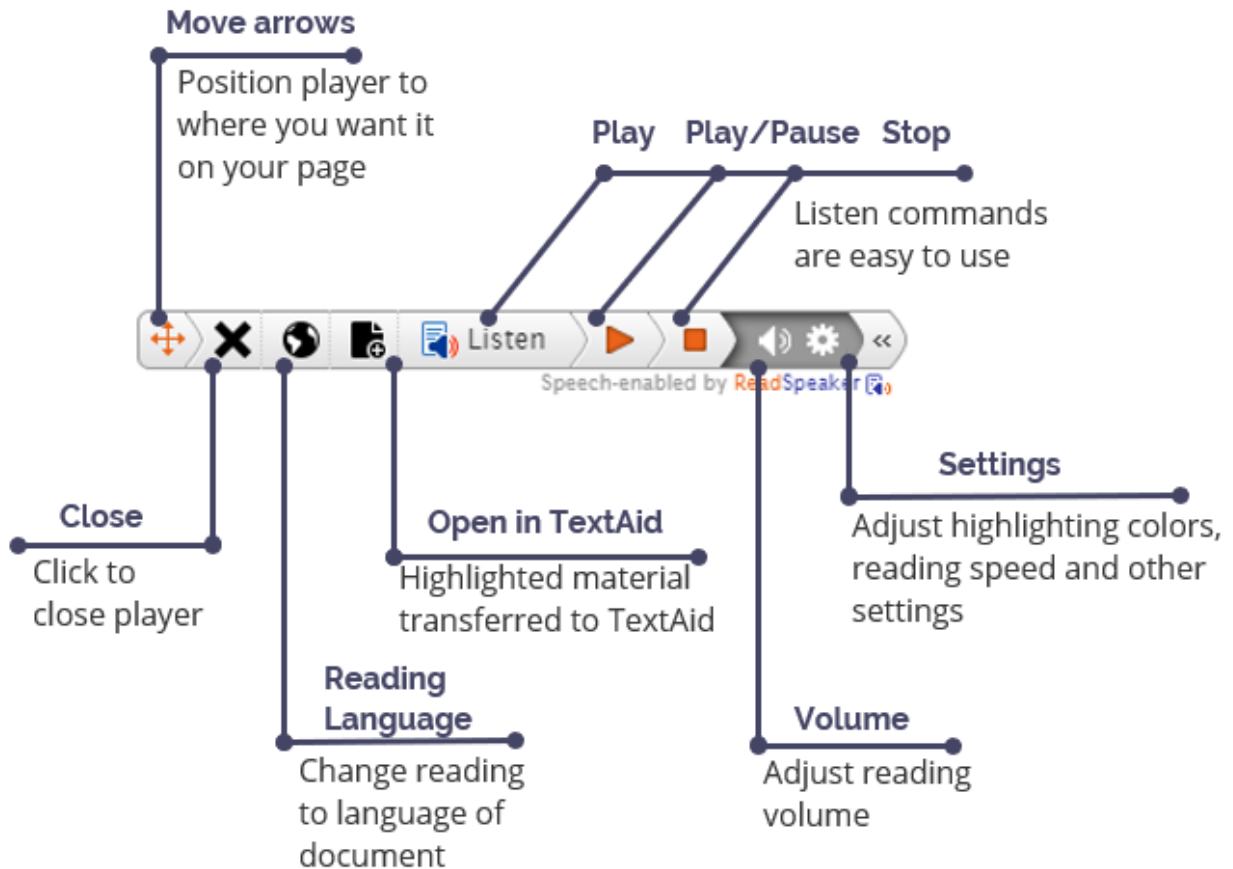 Move arrows
Position player to
where you want it
on your page
Play Play/Pause Stop
Listen commands
are easy to use
Listen
«
Speech-enabled by ReadSpeaker
Close
Click to
close player
Open in TextAid
Highlighted material
transferred to TextAid
Settings
Adjust highlighting colors,
reading speed and other
settings
Reading
Language
Change reading
to language of
document
Volume
Adjust reading
volume